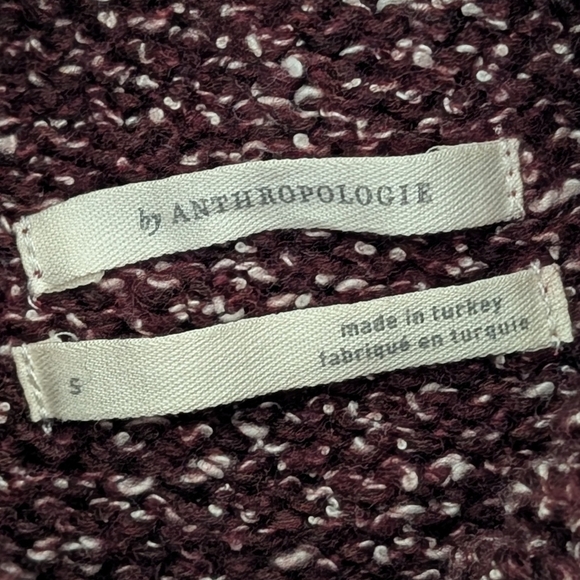 by ANTHROPOLOGIE
made in turkey
fabriqué en turquie
S